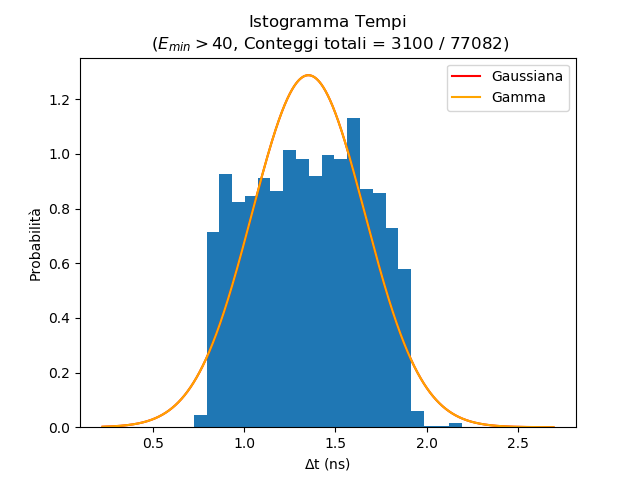 Istogramma Tempi
(E_min > 40, Conteggi totali = 3100 / 77082)
Gaussiana
Gamma
Probabilità
1.2
1.0
0.8
0.6
0.4
0.2
0.0
0.5 1.0 1.5 2.0 2.5
Δt (ns)